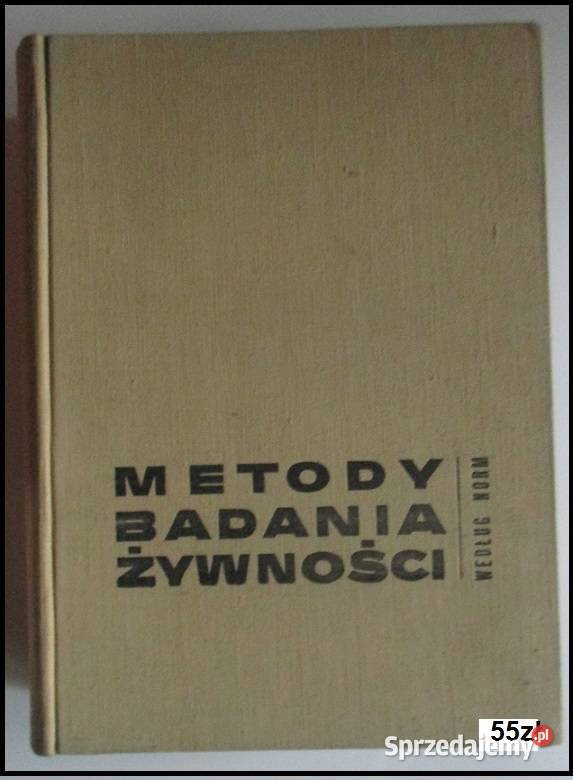 METODY
BADANIA
ŻYWNOŚCI
WEDŁUG NORM
55zł
Sprzedajemy.pl